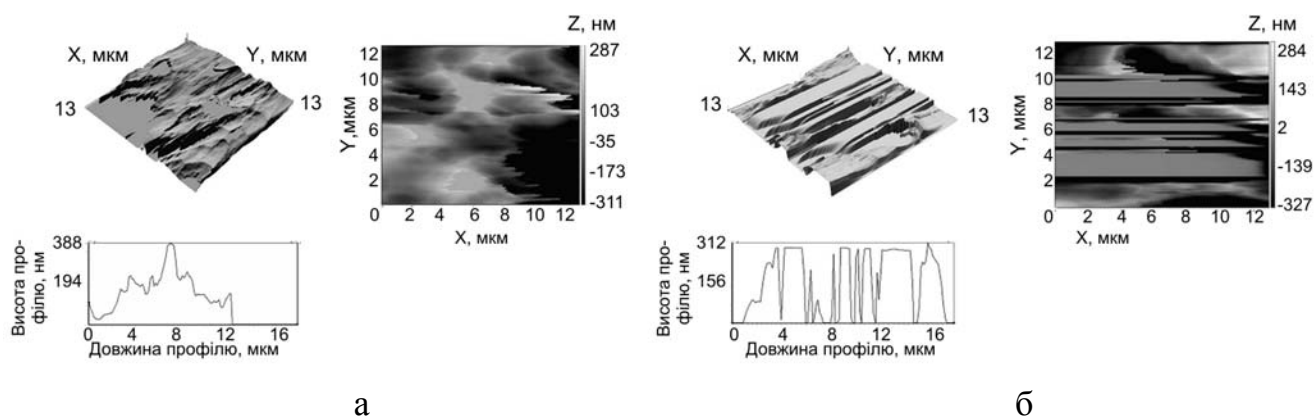 X, мкм
Y, мкм
13
13
Z, нм
287
103
-35
-173
-311
Y,мкм
12
10
8
6
4
2
0
0 2 4 6 8 10 12
X, мкм
Висота про-
філю, нм
388
194
0 4 8 12 16
Довжина профілю, мкм
а
X, мкм
Y, мкм
13
13
Z, нм
284
143
2
-139
-327
Y, мкм
12
10
8
6
4
2
0
0 2 4 6 8 10 12
X, мкм
Висота про-
філю, нм
312
156
0 4 8 12 16
Довжина профілю, мкм
б